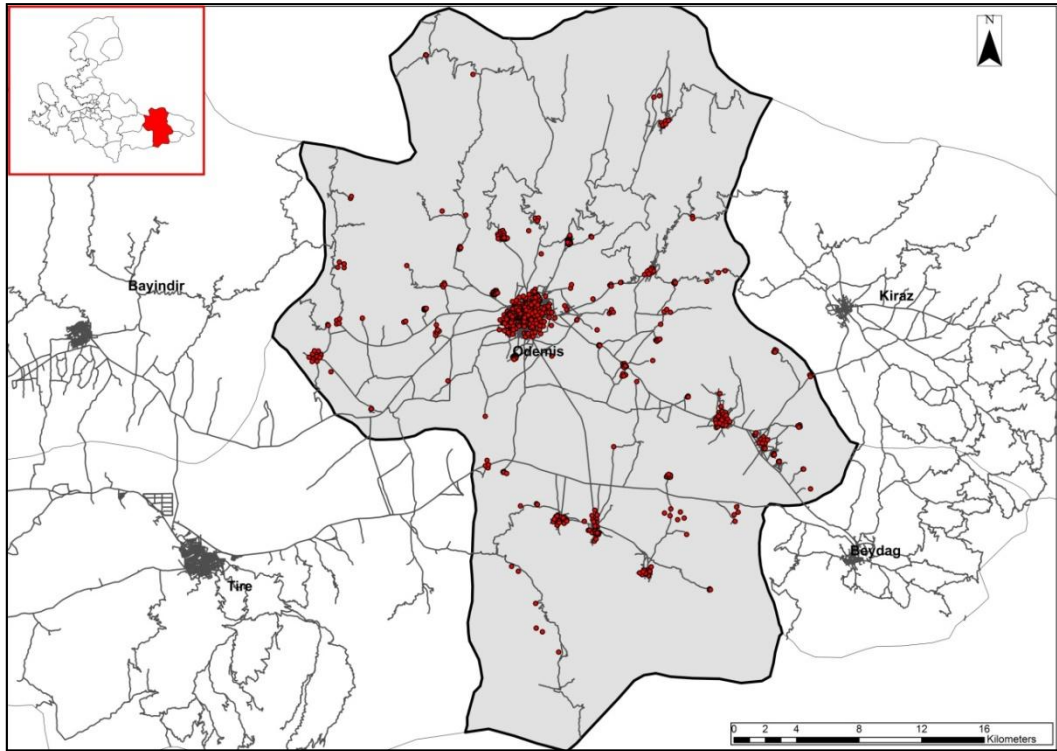 N
Bayindir
Kiraz
Odemis
Beydag
Tire
0 2 4 8 12 16
Kilometers